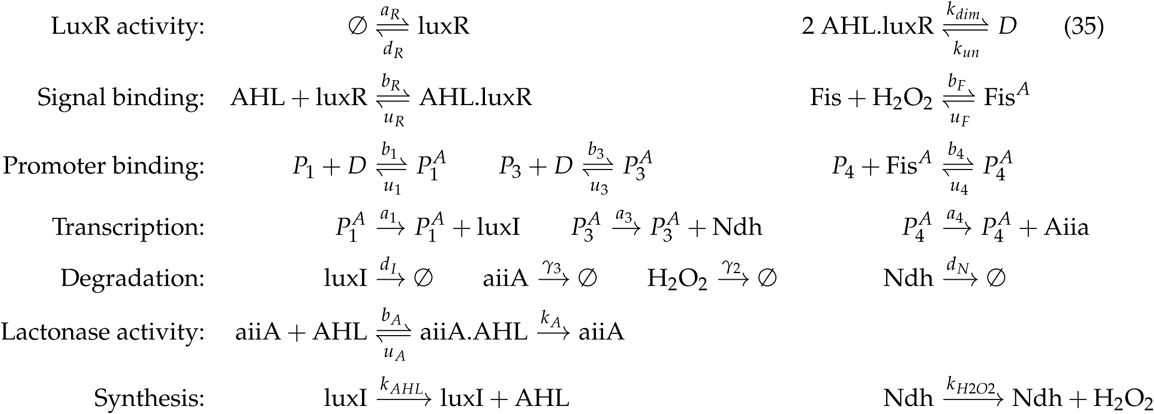 LuxR activity: ∅ ⇌ luxR (a_R, d_R) 2 AHL.luxR ⇌ D (k_dim, k_un) (35)
Signal binding: AHL + luxR ⇌ AHL.luxR (b_R, u_R) Fis + H₂O₂ ⇌ Fis^A (b_F, u_F)
Promoter binding: P₁ + D ⇌ P₁^A (b₁, u₁) P₃ + D ⇌ P₃^A (b₃, u₃) P₄ + Fis^A ⇌ P₄^A (b₄, u₄)
Transcription: P₁^A →(a₁) P₁^A + luxI P₃^A →(a₃) P₃^A + Ndh P₄^A →(a₄) P₄^A + Aiia
Degradation: luxI →(d_I) ∅ aiiA →(γ₃) ∅ H₂O₂ →(γ₂) ∅ Ndh →(d_N) ∅
Lactonase activity: aiiA + AHL ⇌ aiiA.AHL (b_A, u_A) →(k_A) aiiA
Synthesis: luxI →(k_AHL) luxI + AHL Ndh →(k_H2O2) Ndh + H₂O₂